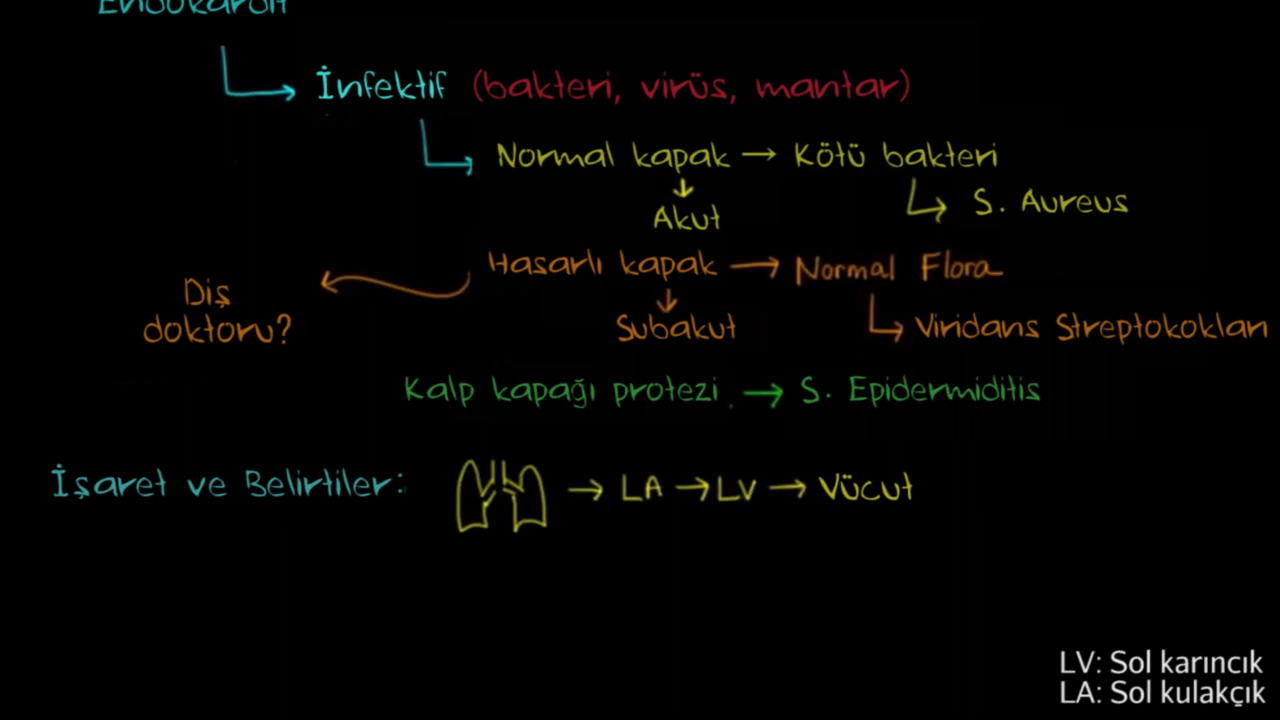 Endokardit
İnfektif (bakteri, virüs, mantar)
Normal kapak → Kötü bakteri
Akut
S. Aureus
Hasarlı kapak → Normal Flora
Diş
doktoru?
Subakut
Viridans Streptokokları
Kalp kapağı protezi → S. Epidermiditis
İşaret ve Belirtiler: → LA → LV → Vücut
LV: Sol karıncık
LA: Sol kulakçık